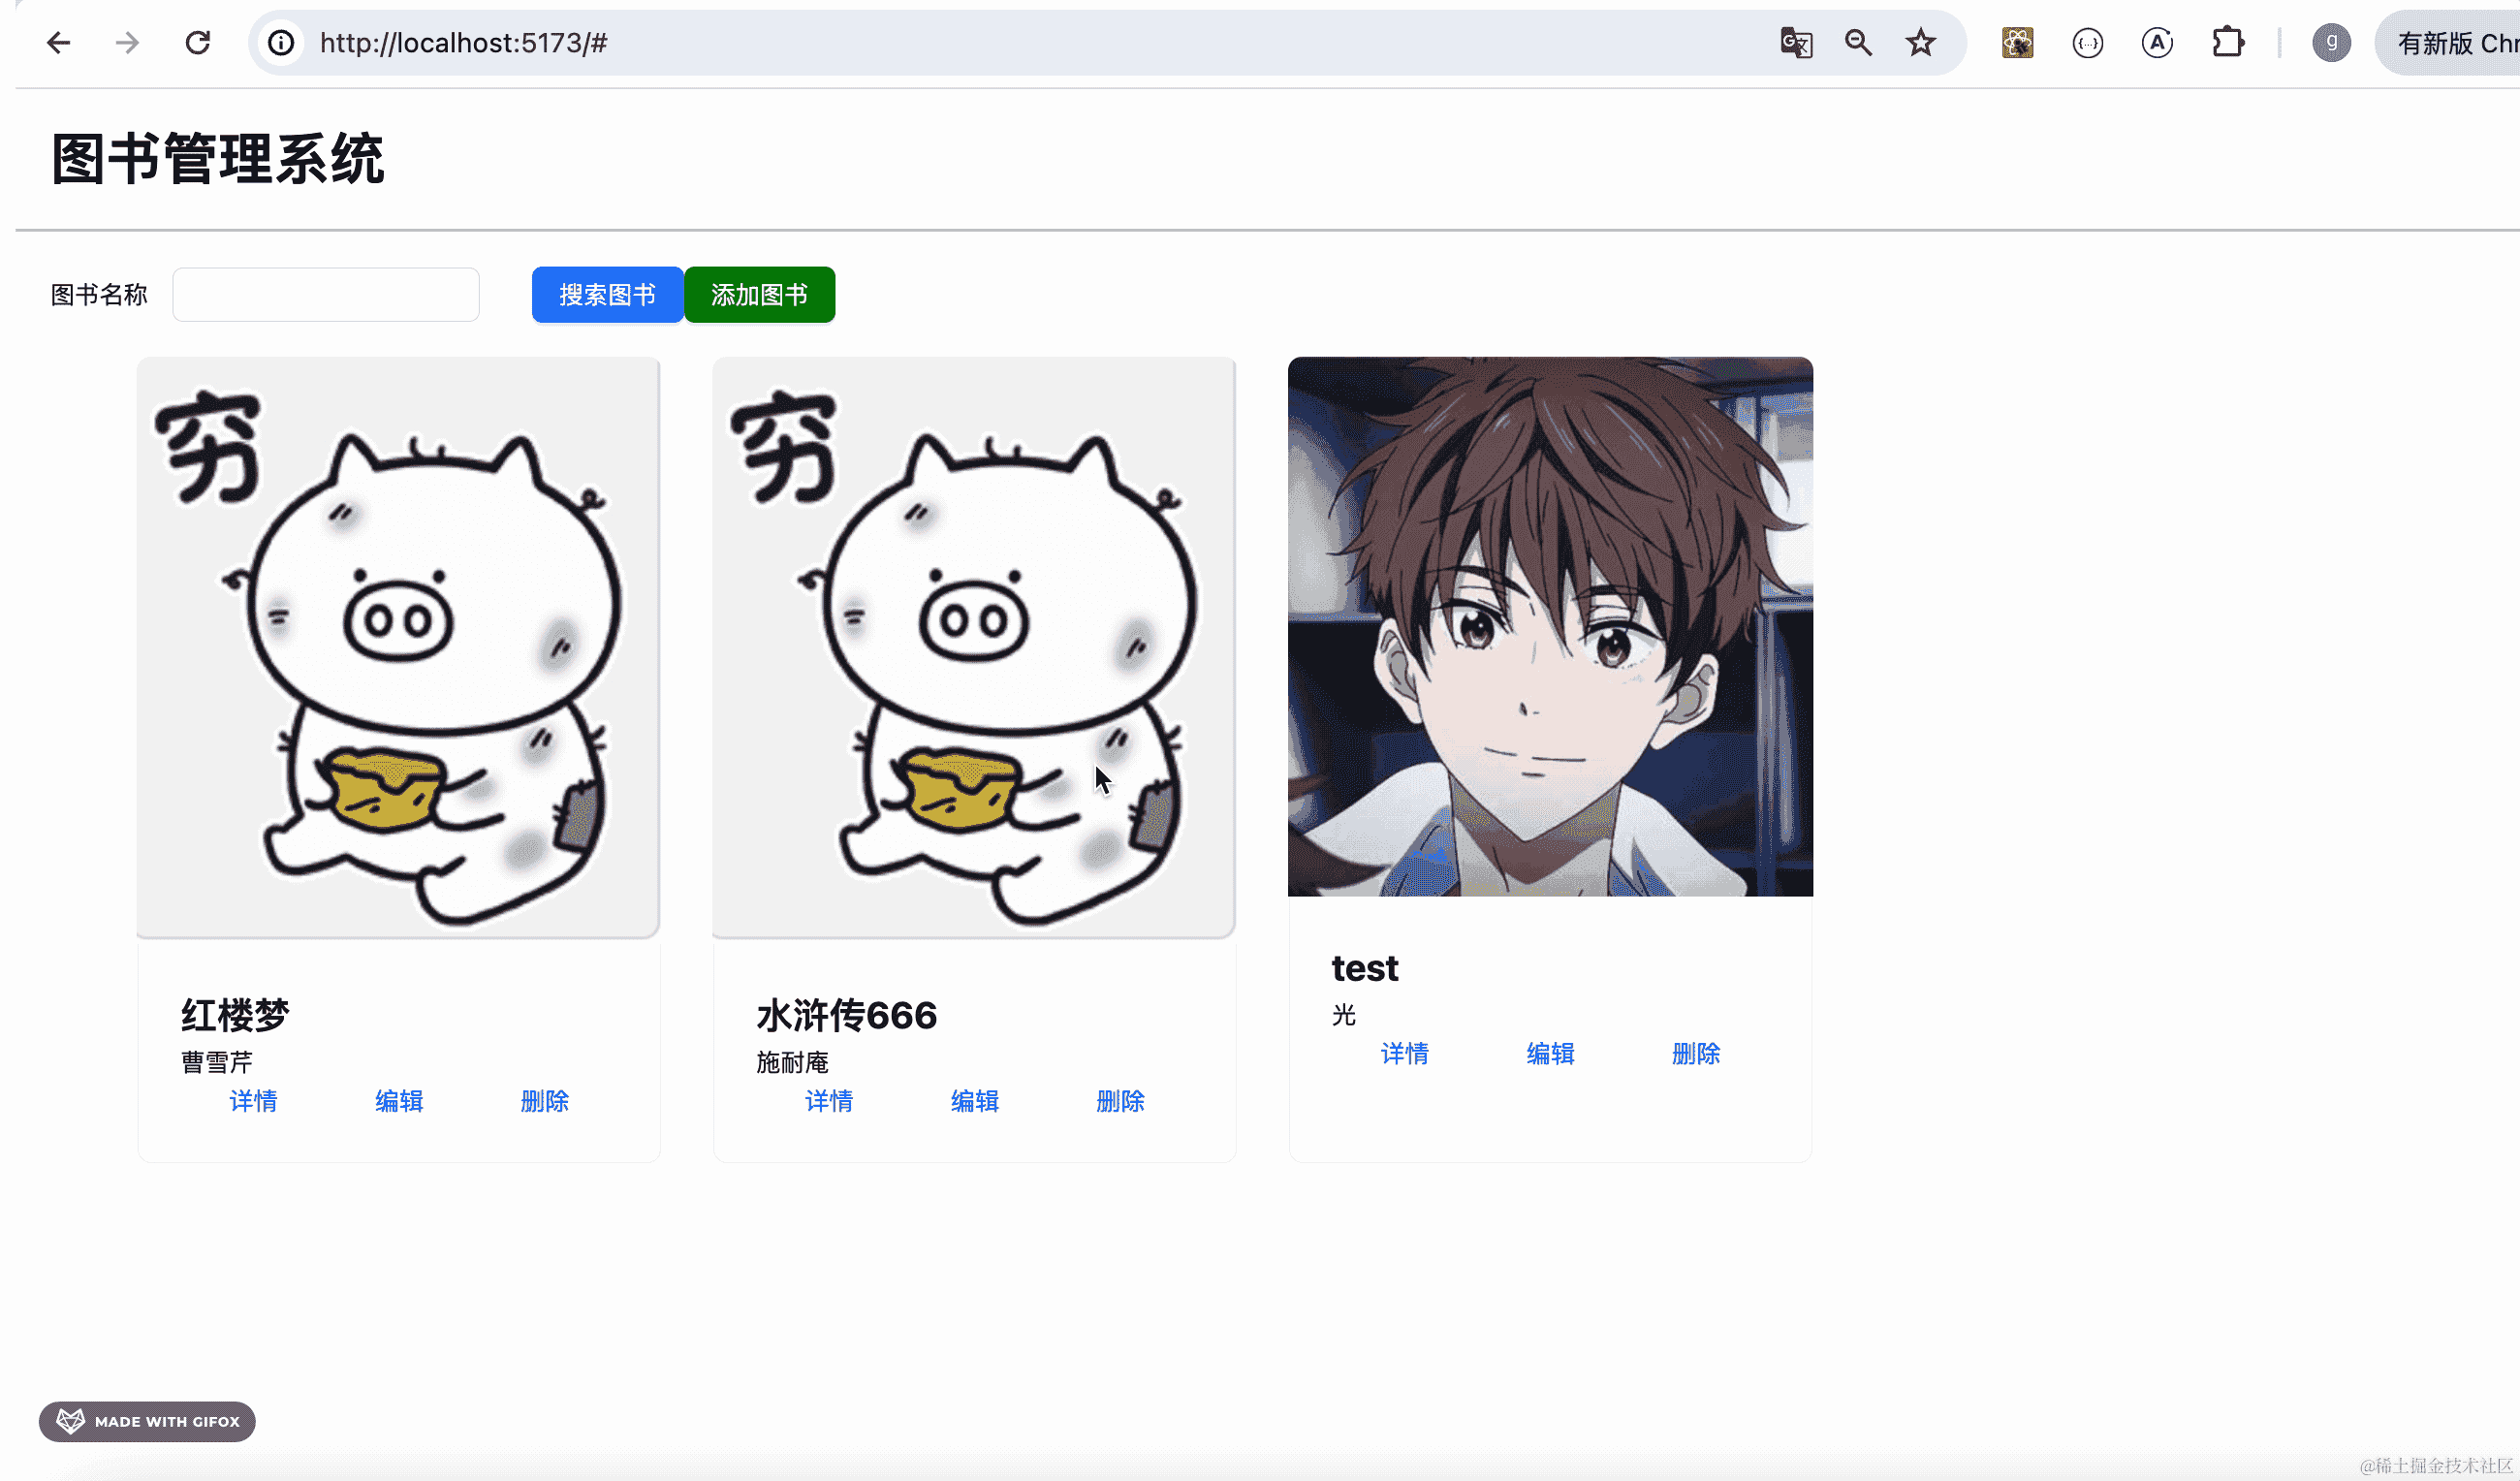 http://localhost:5173/#
g
有新版 Chr
图书管理系统
图书名称
搜索图书
添加图书
穷
穷
红楼梦
曹雪芹
详情 编辑 删除
水浒传666
施耐庵
详情 编辑 删除
test
光
详情 编辑 删除
MADE WITH GIFOX
@稀土掘金技术社区